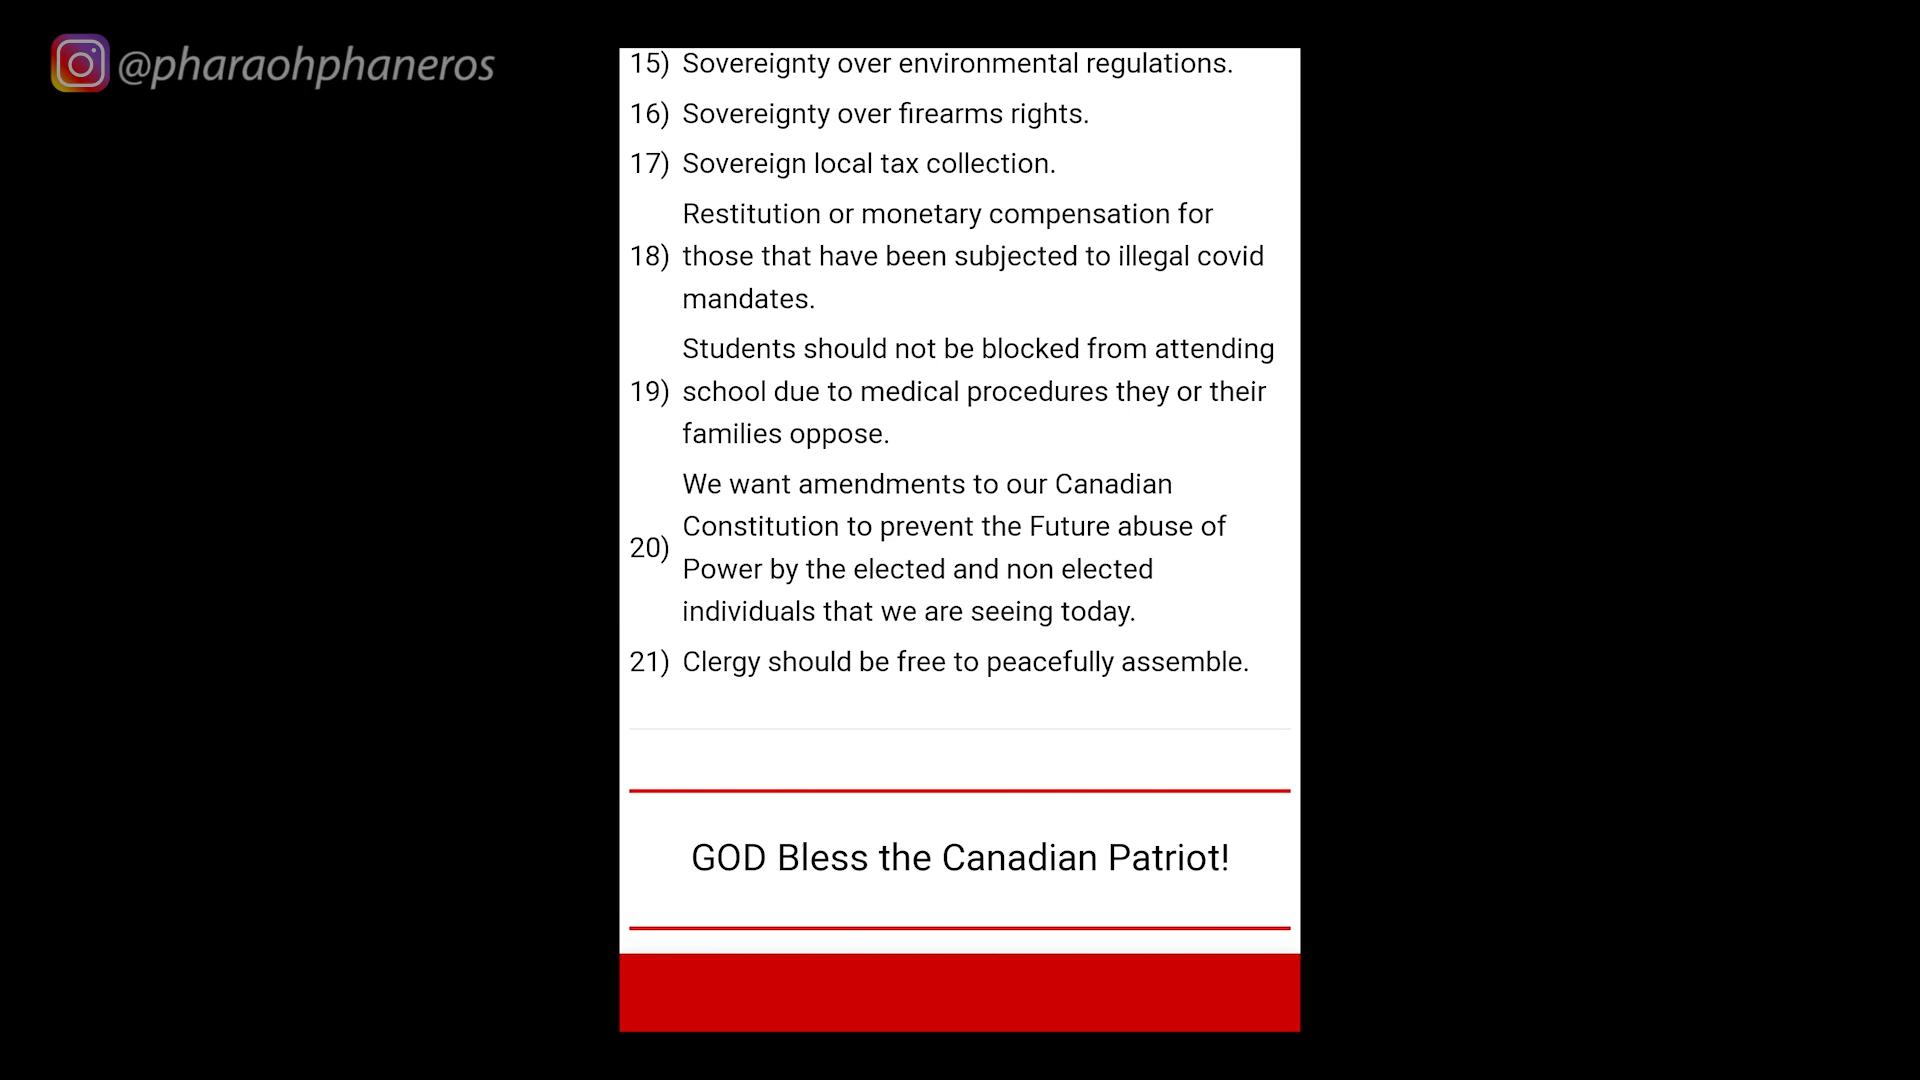 @pharaohphaneros
15) Sovereignty over environmental regulations.
16) Sovereignty over firearms rights.
17) Sovereign local tax collection.
Restitution or monetary compensation for
18) those that have been subjected to illegal covid
mandates.
Students should not be blocked from attending
19) school due to medical procedures they or their
families oppose.
We want amendments to our Canadian
Constitution to prevent the Future abuse of
20)
Power by the elected and non elected
individuals that we are seeing today.
21) Clergy should be free to peacefully assemble.
GOD Bless the Canadian Patriot!